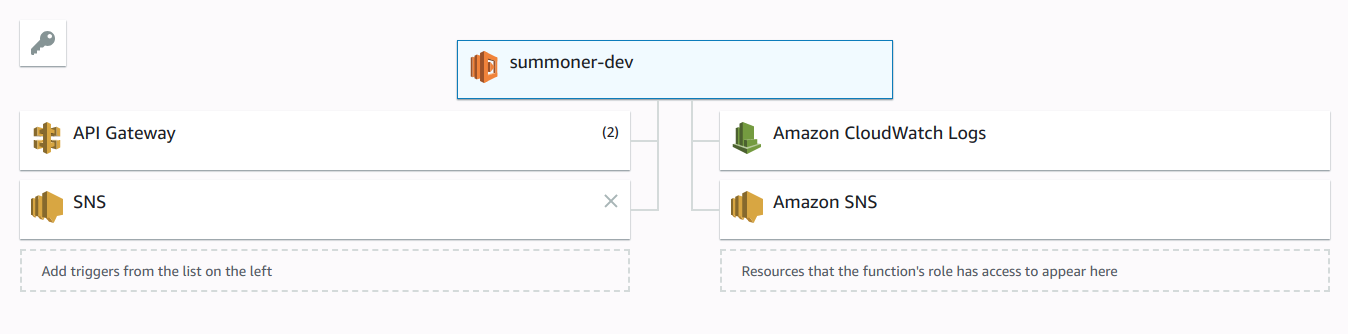 summoner-dev
API Gateway (2)
Amazon CloudWatch Logs
SNS
Amazon SNS
Add triggers from the list on the left
Resources that the function's role has access to appear here